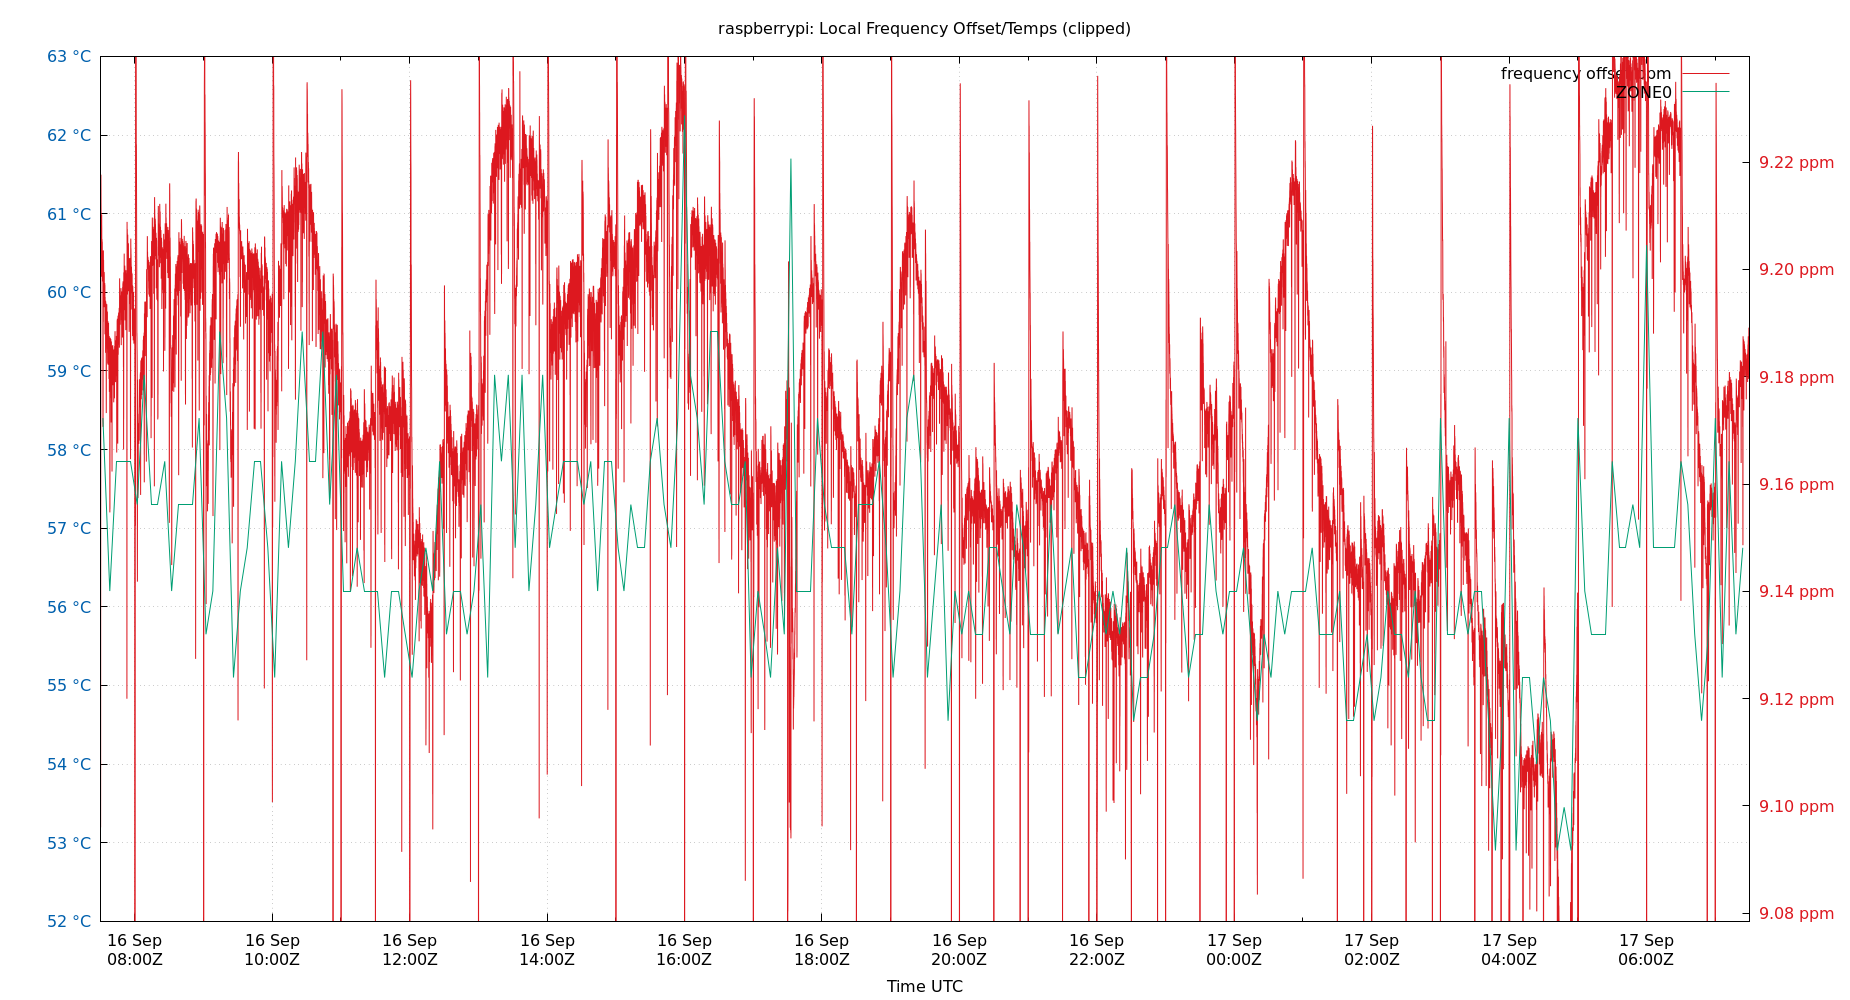 raspberrypi: Local Frequency Offset/Temps (clipped)
63 °C
62 °C
61 °C
60 °C
59 °C
58 °C
57 °C
56 °C
55 °C
54 °C
53 °C
52 °C
frequency offset ppm
ZONE0
9.22 ppm
9.20 ppm
9.18 ppm
9.16 ppm
9.14 ppm
9.12 ppm
9.10 ppm
9.08 ppm
16 Sep 16 Sep 16 Sep 16 Sep 16 Sep 16 Sep 16 Sep 16 Sep 17 Sep 17 Sep 17 Sep 17 Sep
08:00Z 10:00Z 12:00Z 14:00Z 16:00Z 18:00Z 20:00Z 22:00Z 00:00Z 02:00Z 04:00Z 06:00Z
Time UTC